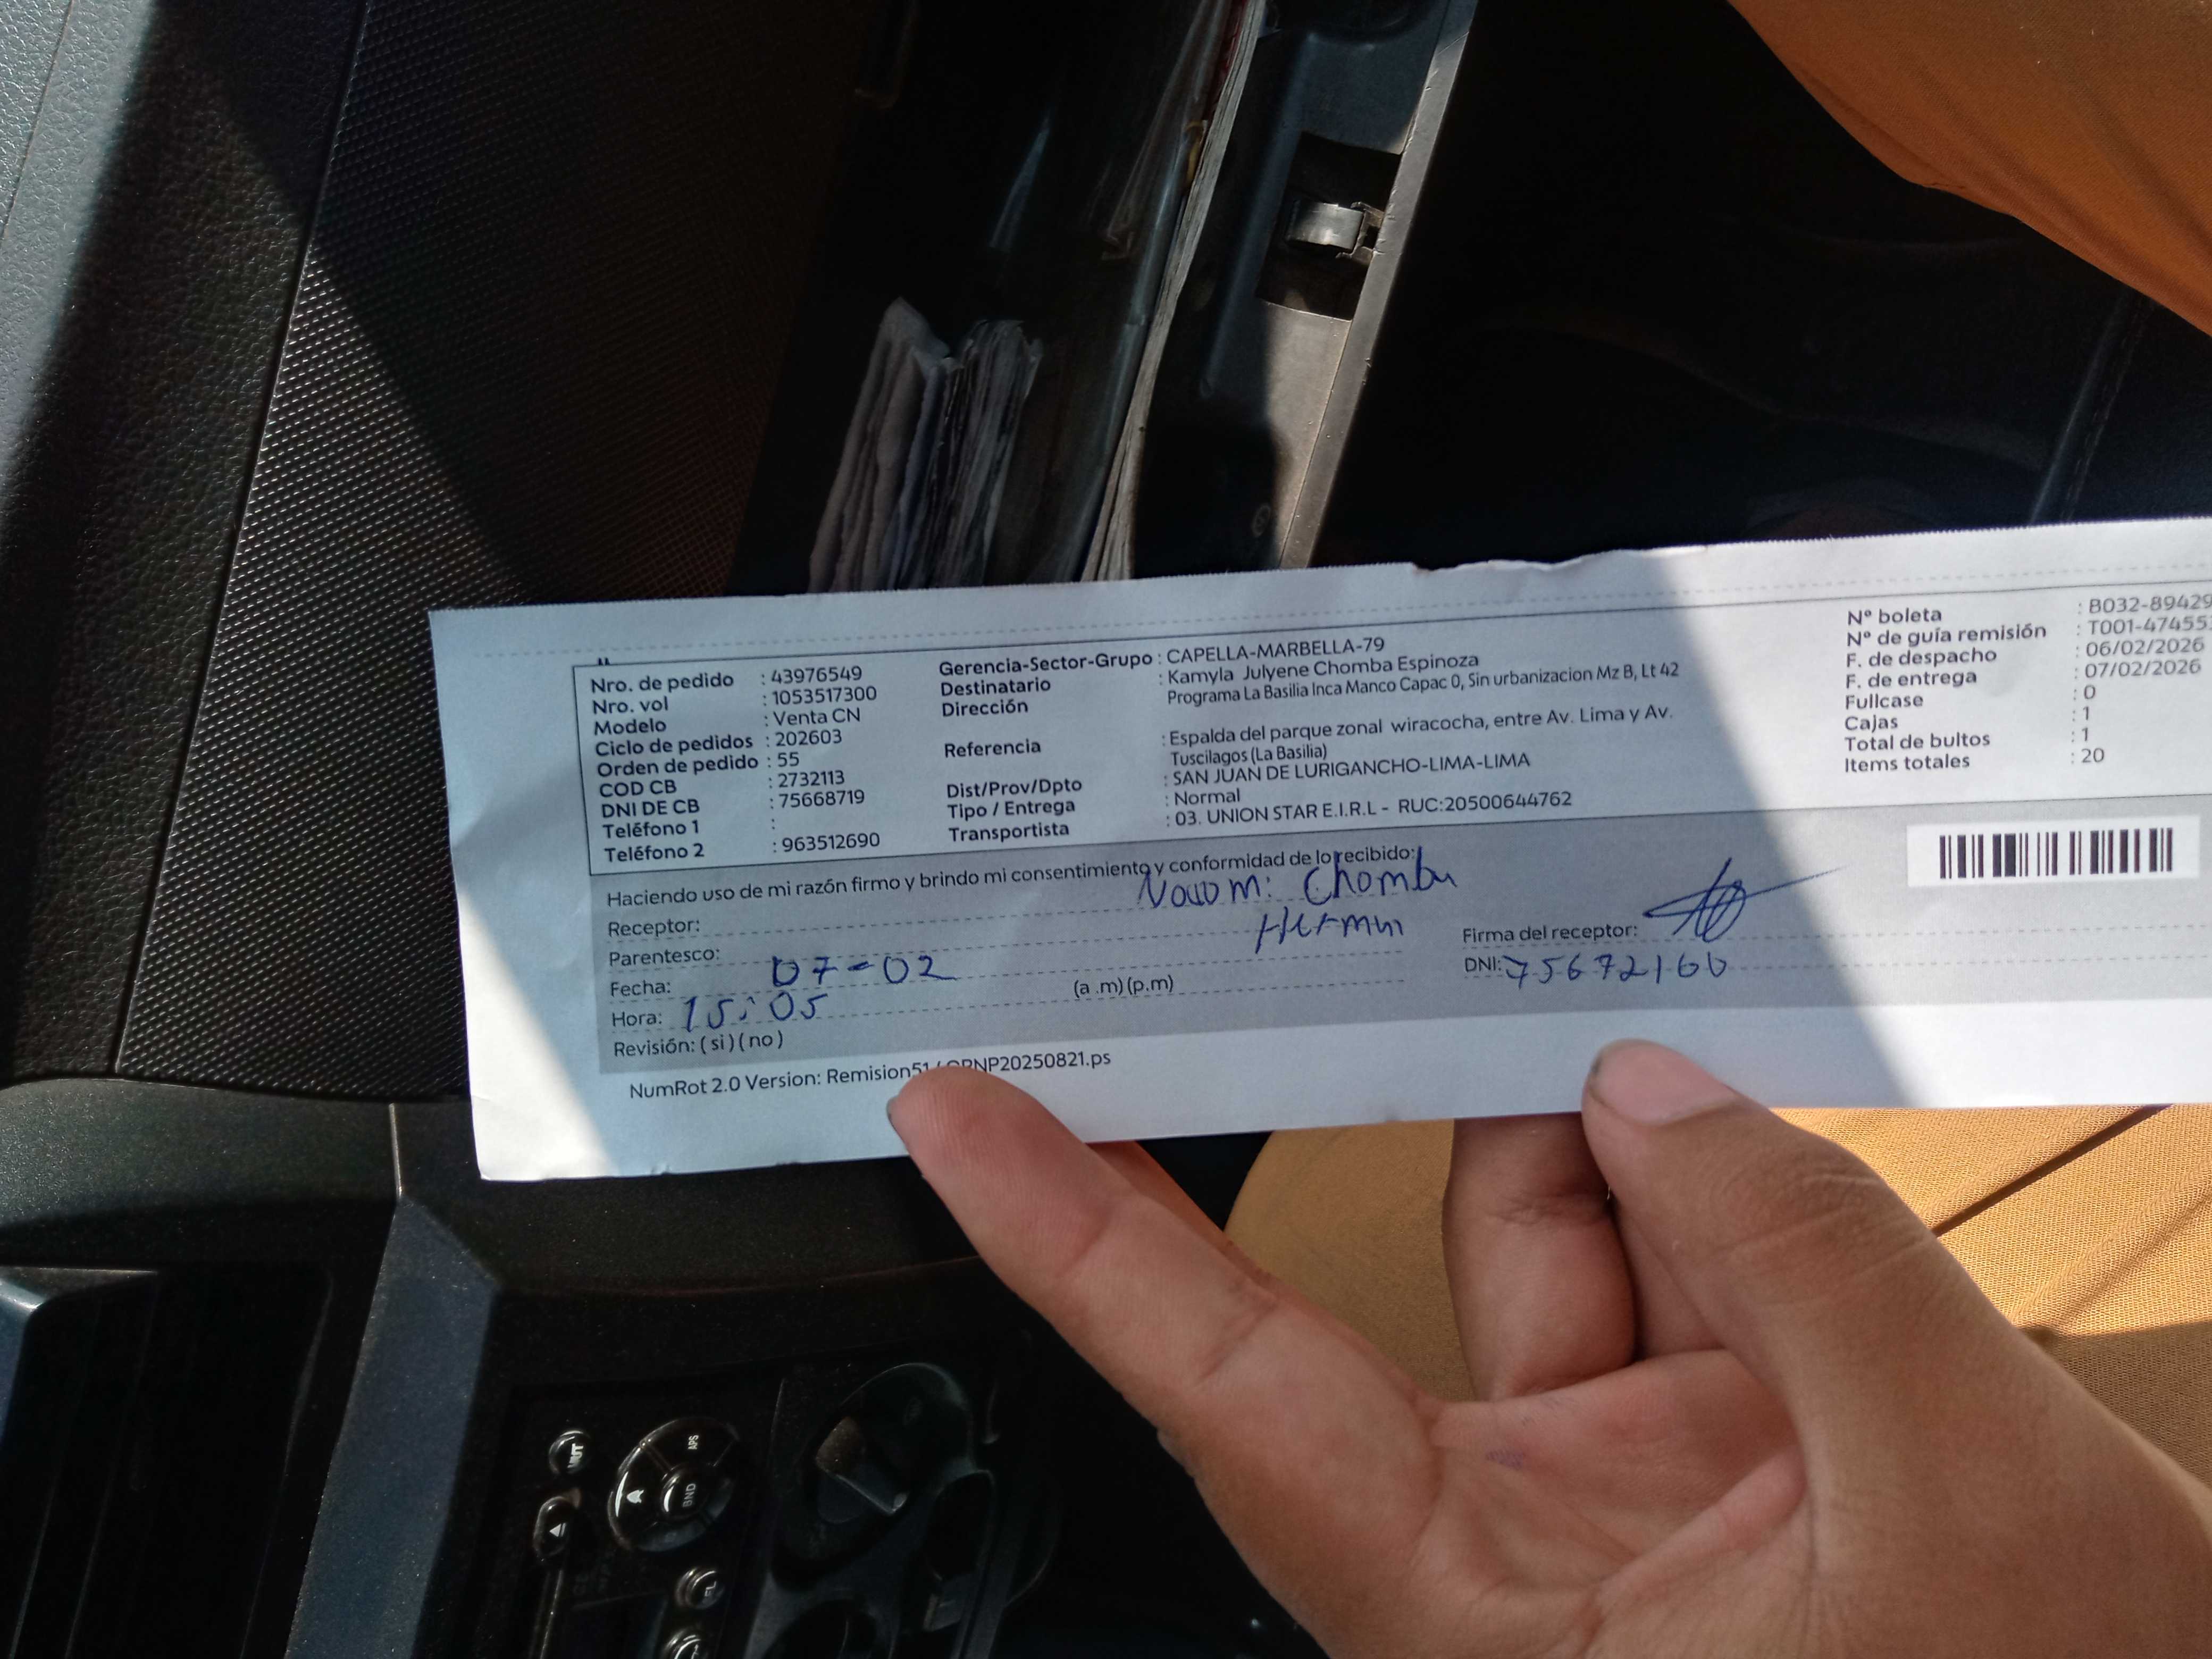 Nro. de pedido : 43976549
Nro. vol : 1053517300
Modelo : Venta CN
Ciclo de pedidos : 202603
Orden de pedido : 55
COD CB : 2732113
DNI DE CB : 75668719
Teléfono 1 :
Teléfono 2 : 963512690
Gerencia-Sector-Grupo : CAPELLA-MARBELLA-79
Destinatario : Kamyla Julyene Chomba Espinoza
Dirección Programa La Basilia Inca Manco Capac 0, Sin urbanizacion Mz B, Lt 42
Referencia : Espalda del parque zonal wiracocha, entre Av. Lima y Av.
Tuscilagos (La Basilia)
Dist/Prov/Dpto : SAN JUAN DE LURIGANCHO-LIMA-LIMA
Tipo / Entrega : Normal
Transportista : 03. UNION STAR E.I.R.L - RUC:20500644762
Nº boleta : B032-89429
Nº de guía remisión : T001-47455
F. de despacho : 06/02/2026
F. de entrega : 07/02/2026
Fullcase : 0
Cajas : 1
Total de bultos : 1
Items totales : 20
Haciendo uso de mi razón firmo y brindo mi consentimiento y conformidad de lo recibido:
Receptor: Chomba
Parentesco:
Fecha: 07-02
Hora: 15:05 (a .m) (p.m)
Revisión: ( si ) ( no )
Firma del receptor:
DNI: 75672160
NumRot 2.0 Version: Remision51 20250821.ps
MUT
APS
A
BND